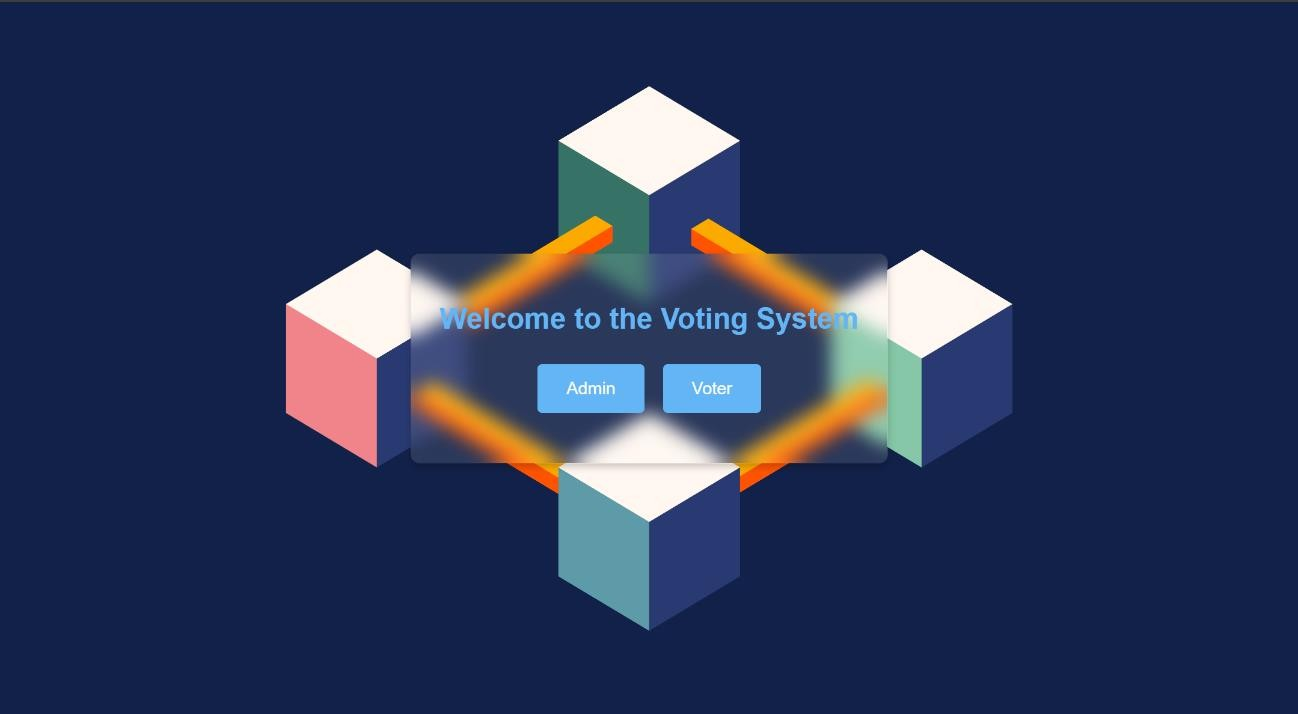 Welcome to the Voting System
Admin
Voter